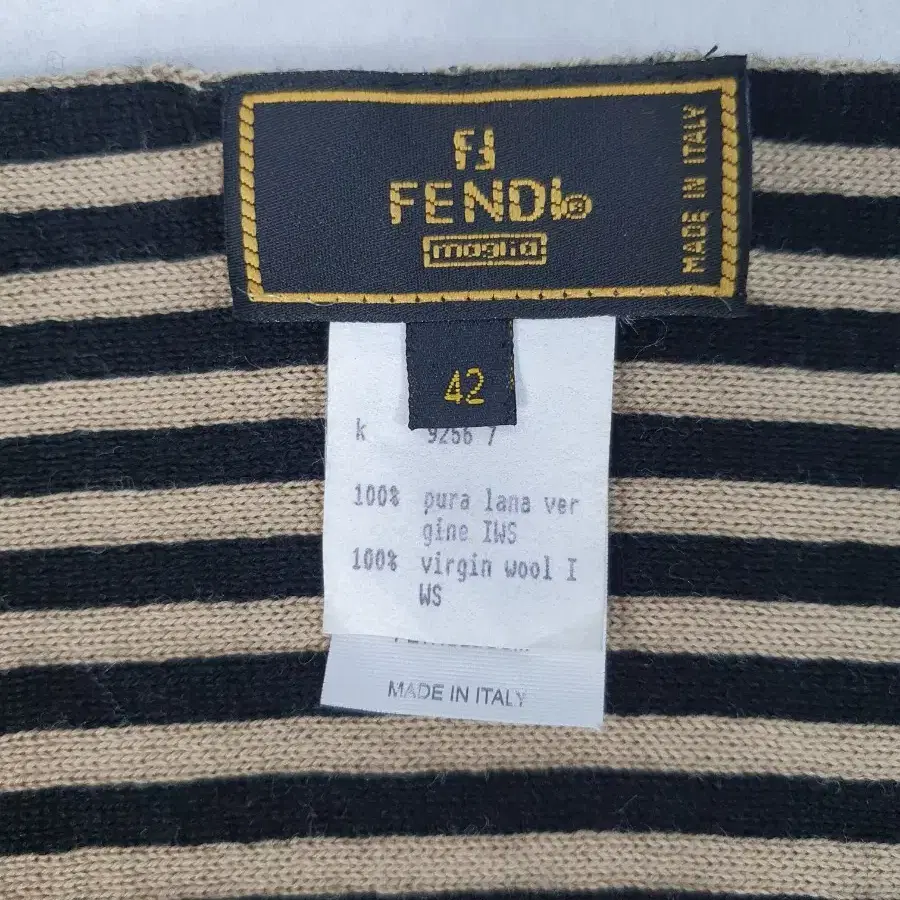 FENDI®
maglia
MADE IN ITALY
42
k 9256 7
100% pura lana ver
gine IWS
100% virgin wool I
WS
MADE IN ITALY